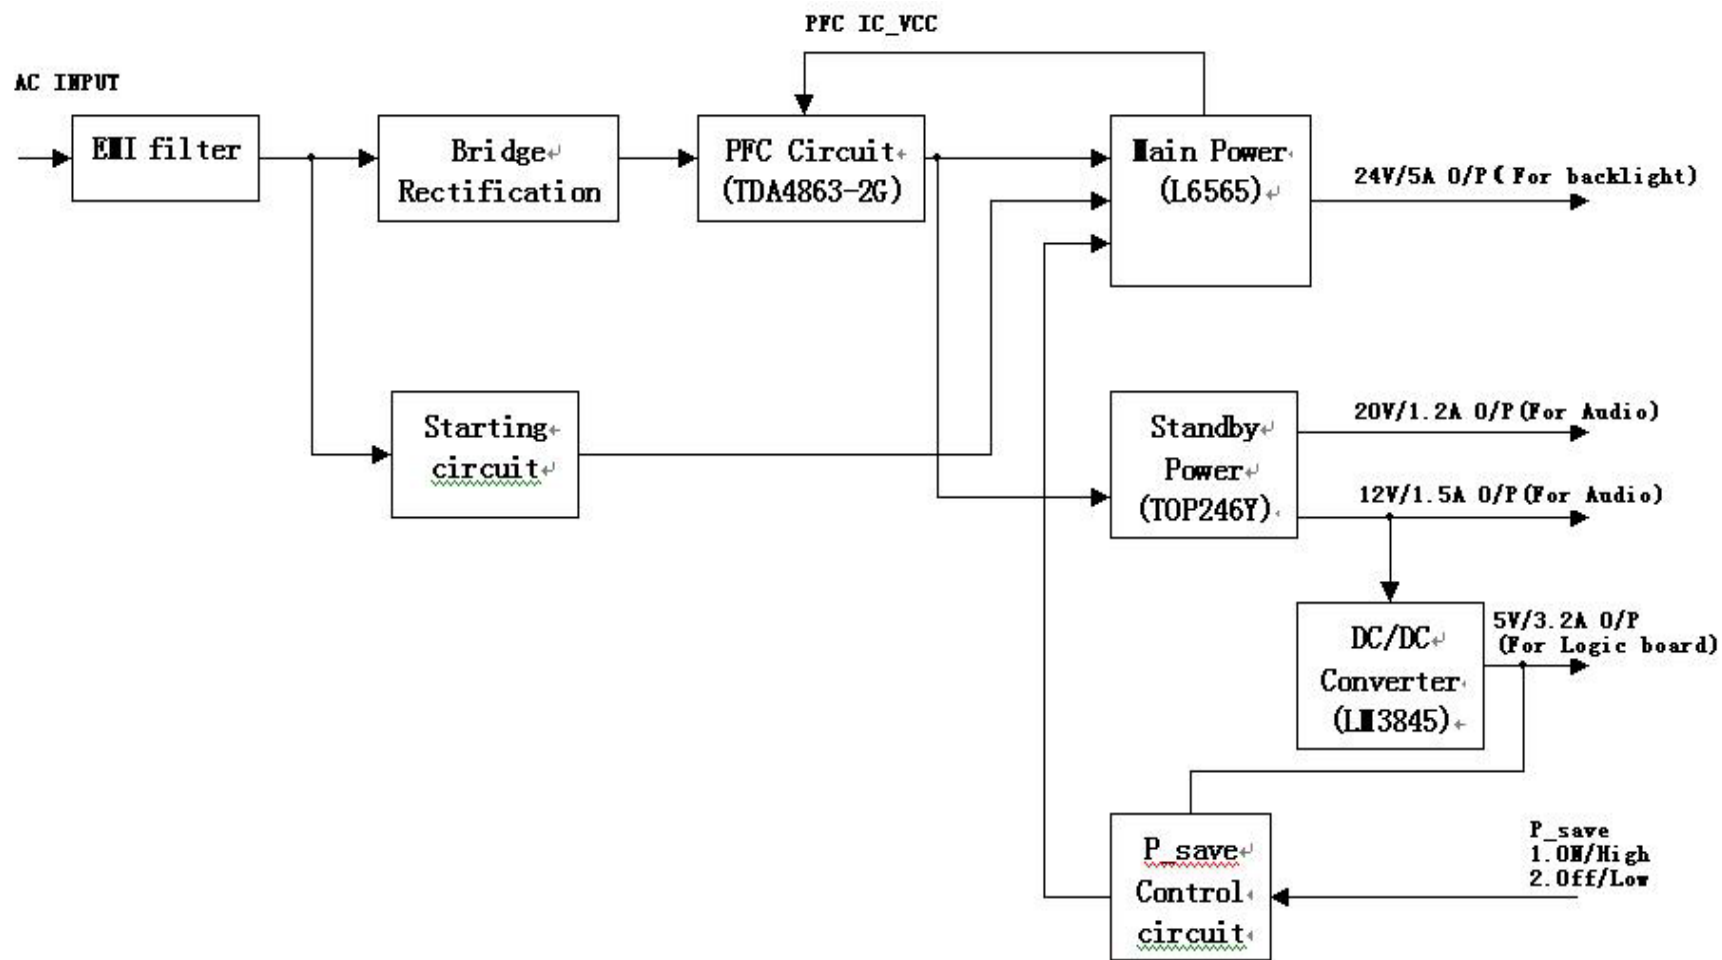 PFC IC_VCC
AC INPUT
EMI filter
Bridge
Rectification
PFC Circuit
(TDA4863-2G)
Main Power
(L6565)
24V/5A O/P( For backlight)
Starting
circuit
Standby
Power
(TOP246Y)
20V/1.2A O/P(For Audio)
12V/1.5A O/P(For Audio)
DC/DC
Converter
(LM3845)
5V/3.2A O/P
(For Logic board)
P_save
Control
circuit
P_save
1.ON/High
2.Off/Low